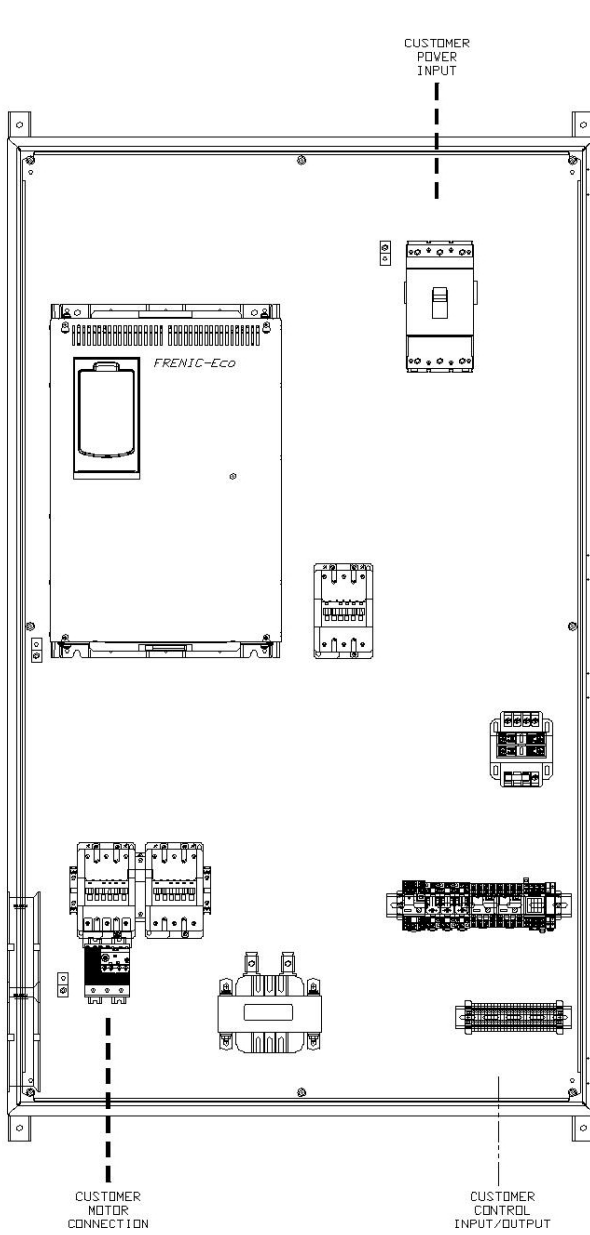 CUSTOMER
POWER
INPUT
FRENIC-Eco
CUSTOMER
MOTOR
CONNECTION
CUSTOMER
CONTROL
INPUT/OUTPUT